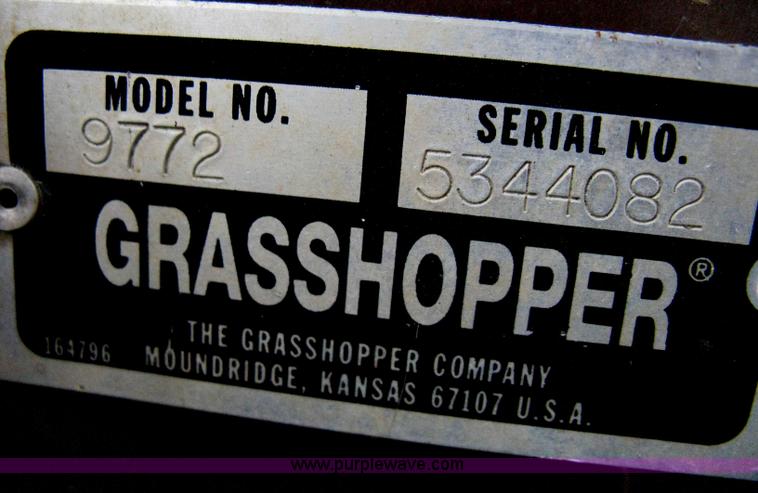 MODEL NO.
9772
SERIAL NO.
5344082
GRASSHOPPER®
164796
THE GRASSHOPPER COMPANY
MOUNDRIDGE, KANSAS 67107 U.S.A.
www.purplewave.com